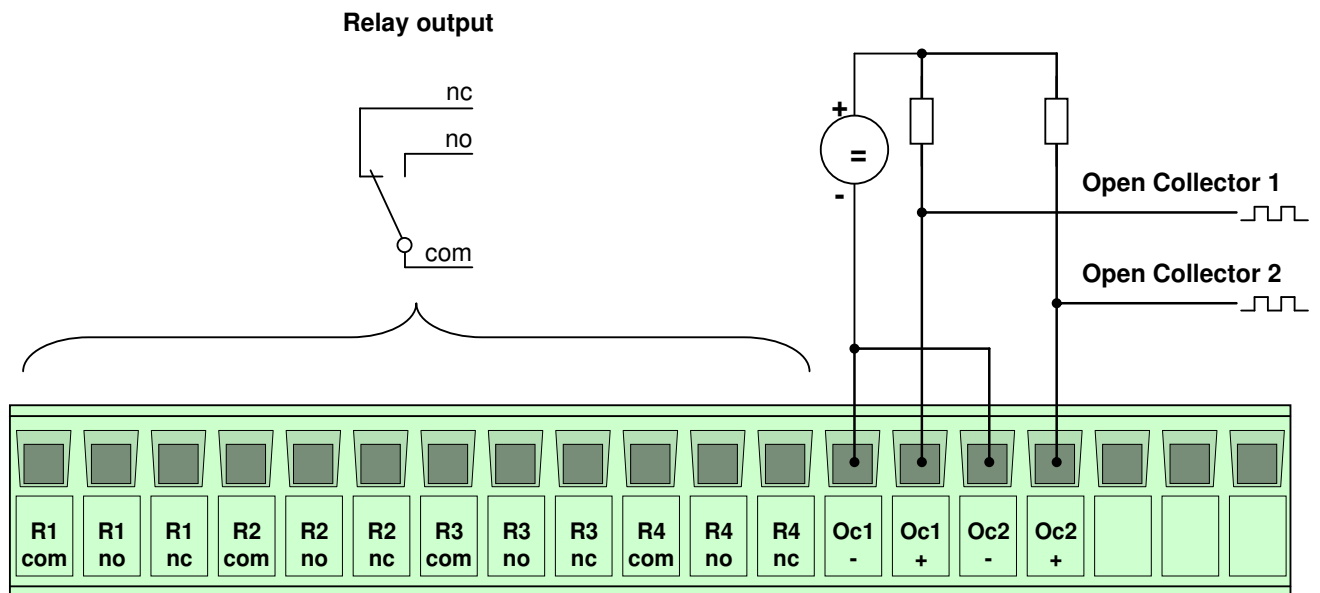 Relay output
nc
no
com
+
=
-
Open Collector 1
Open Collector 2
R1 R1 R1 R2 R2 R2 R3 R3 R3 R4 R4 R4 Oc1 Oc1 Oc2 Oc2
com no nc com no nc com no nc com no nc - + - +